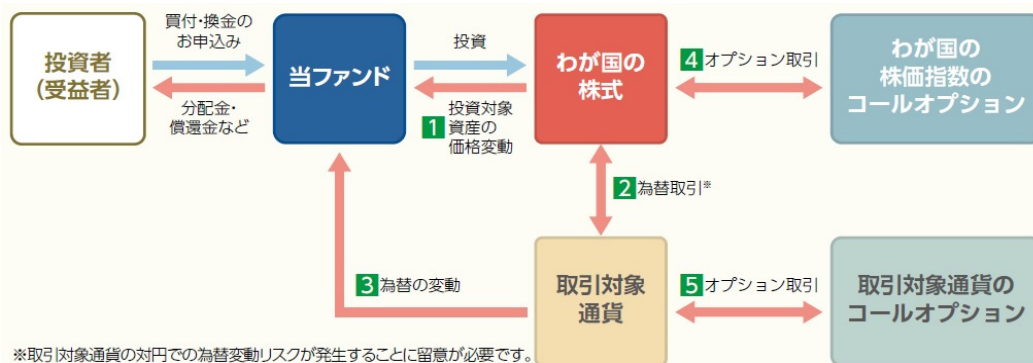 投資者
(受益者)
買付・換金の
お申込み
分配金・
償還金など
当ファンド
投資
1 投資対象
資産の
価格変動
わが国の
株式
4 オプション取引
わが国の
株価指数の
コールオプション
2 為替取引※
3 為替の変動
取引対象
通貨
5 オプション取引
取引対象通貨の
コールオプション
※取引対象通貨の対円での為替変動リスクが発生することに留意が必要です。